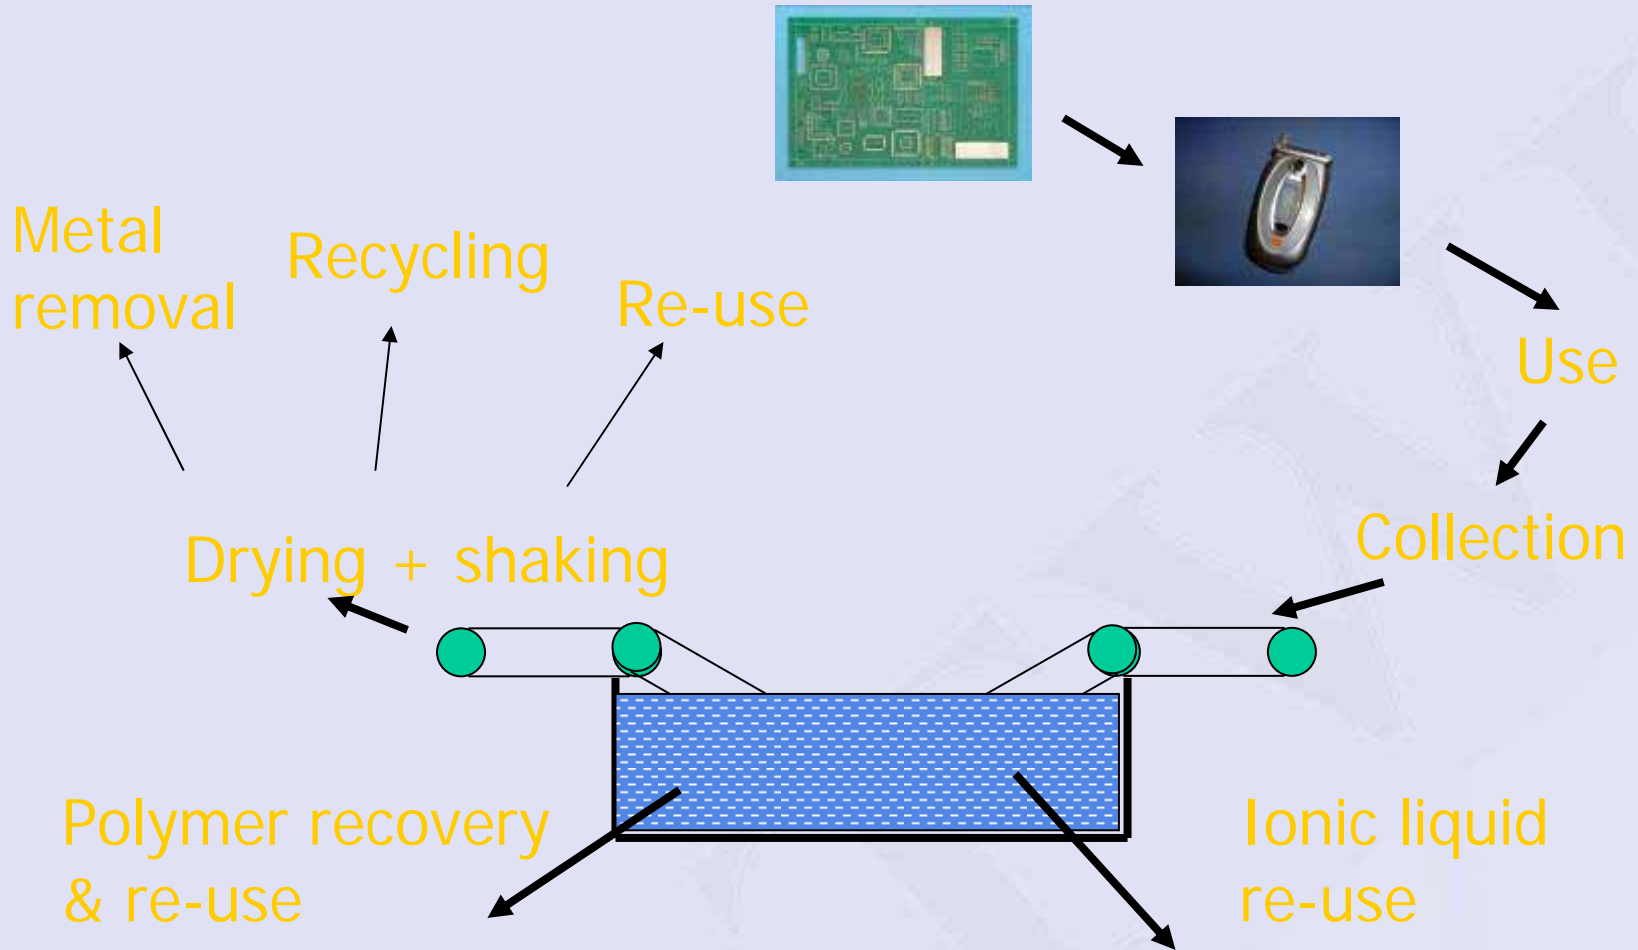 Metal
removal
Recycling
Re-use
Use
Collection
Drying + shaking
Polymer recovery
& re-use
Ionic liquid
re-use